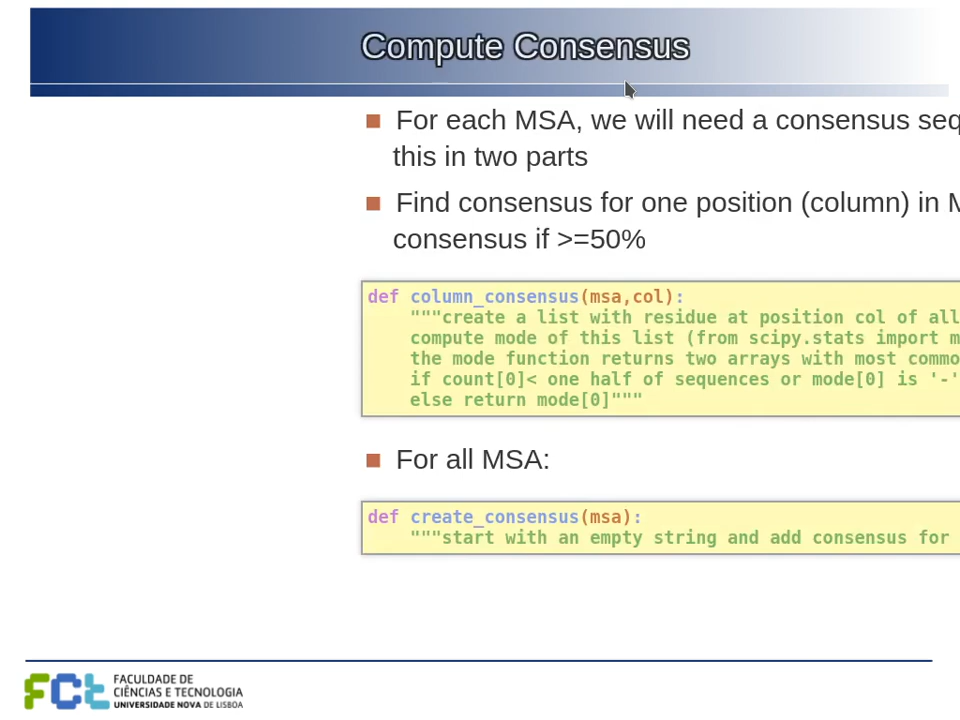 Compute Consensus
For each MSA, we will need a consensus seq
this in two parts
Find consensus for one position (column) in M
consensus if >=50%
def column_consensus(msa,col):
"""create a list with residue at position col of all
compute mode of this list (from scipy.stats import m
the mode function returns two arrays with most commo
if count[0]< one half of sequences or mode[0] is '-'
else return mode[0]"""
For all MSA:
def create_consensus(msa):
"""start with an empty string and add consensus for
FCt
FACULDADE DE
CIÊNCIAS E TECNOLOGIA
UNIVERSIDADE NOVA DE LISBOA